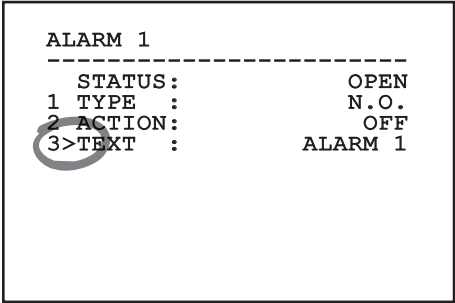 ALARM 1
------------------------
STATUS: OPEN
1 TYPE : N.O.
2 ACTION: OFF
3>TEXT : ALARM 1